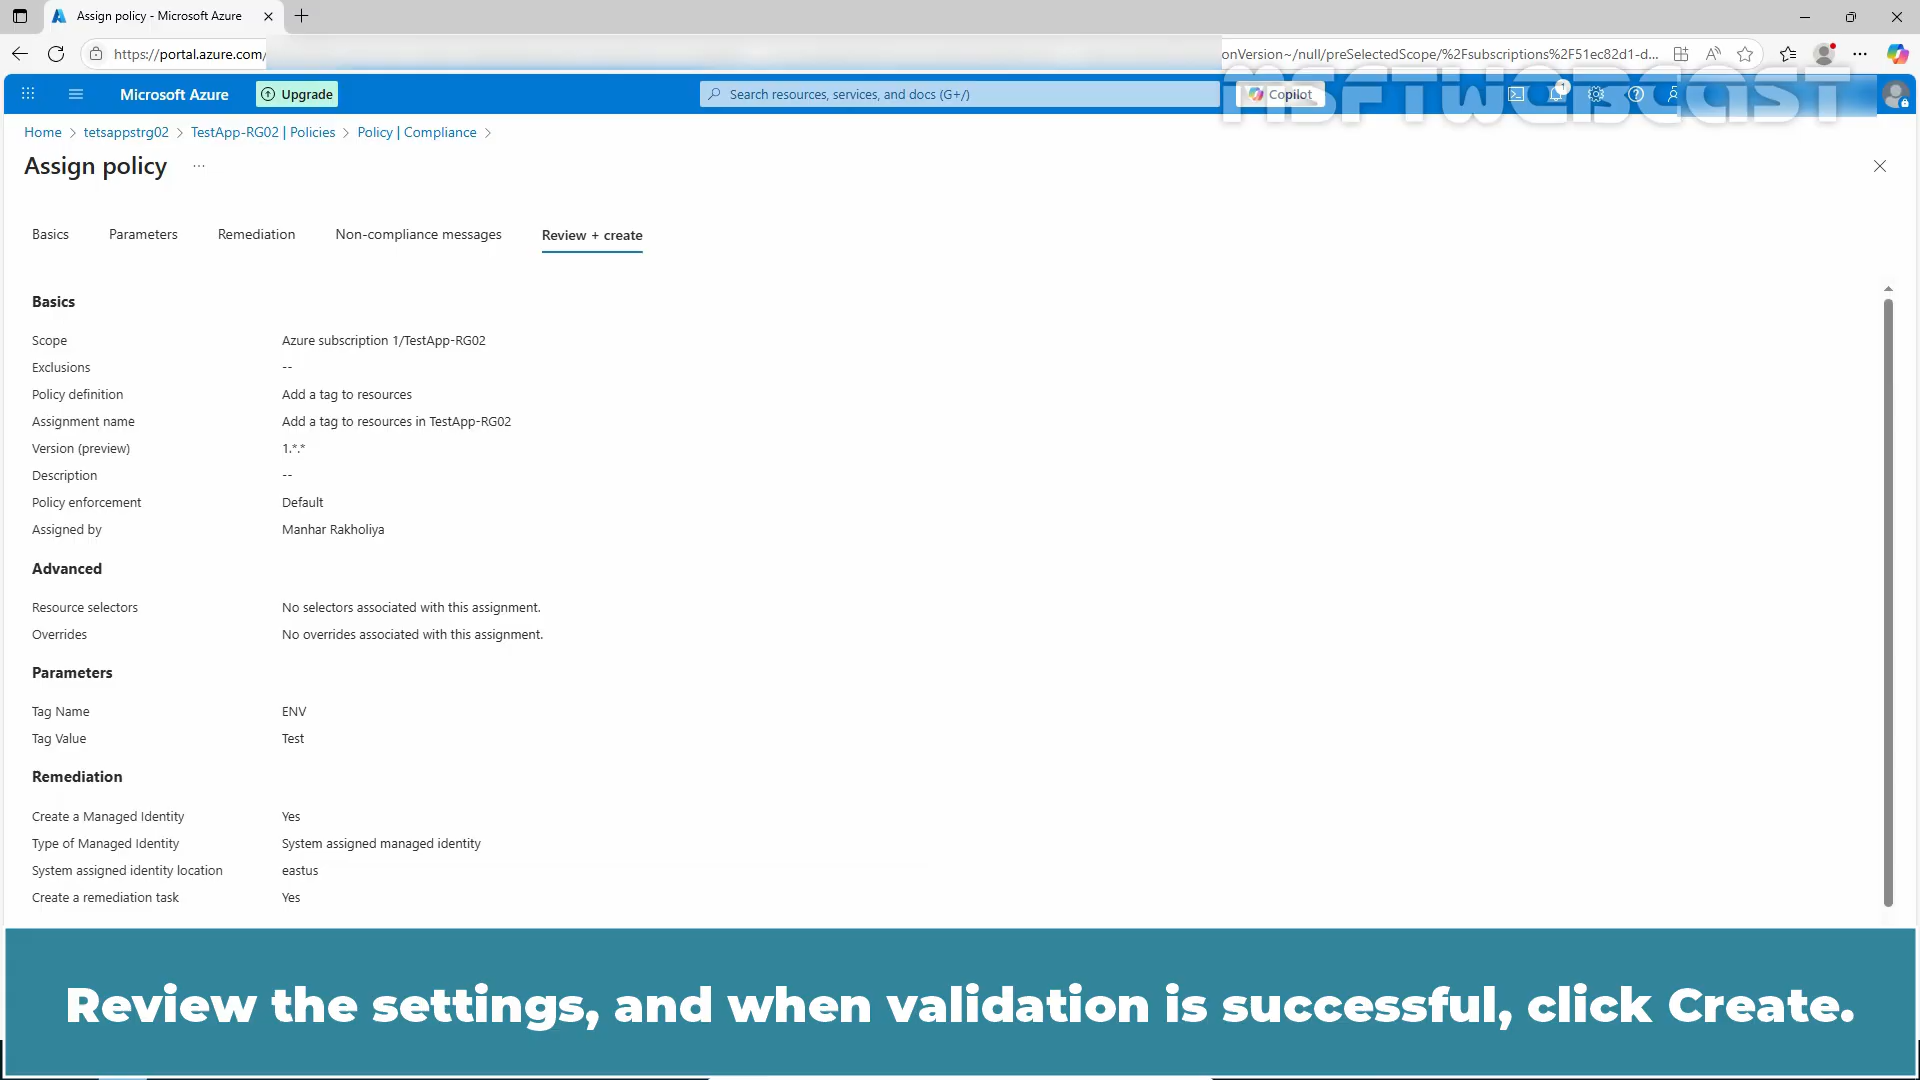 Assign policy - Microsoft Azure
https://portal.azure.com/
onVersion~/null/preSelectedScope/%2Fsubscriptions%2F51ec82d1-d...
Microsoft Azure
Upgrade
Search resources, services, and docs (G+/)
Copilot
1
MSFTWEBCAST
Home > tetsappstrg02 > TestApp-RG02 | Policies > Policy | Compliance >
Assign policy ...
Basics Parameters Remediation Non-compliance messages Review + create
Basics
Scope Azure subscription 1/TestApp-RG02
Exclusions --
Policy definition Add a tag to resources
Assignment name Add a tag to resources in TestApp-RG02
Version (preview) 1.*.*
Description --
Policy enforcement Default
Assigned by Manhar Rakholiya
Advanced
Resource selectors No selectors associated with this assignment.
Overrides No overrides associated with this assignment.
Parameters
Tag Name ENV
Tag Value Test
Remediation
Create a Managed Identity Yes
Type of Managed Identity System assigned managed identity
System assigned identity location eastus
Create a remediation task Yes
Review the settings, and when validation is successful, click Create.